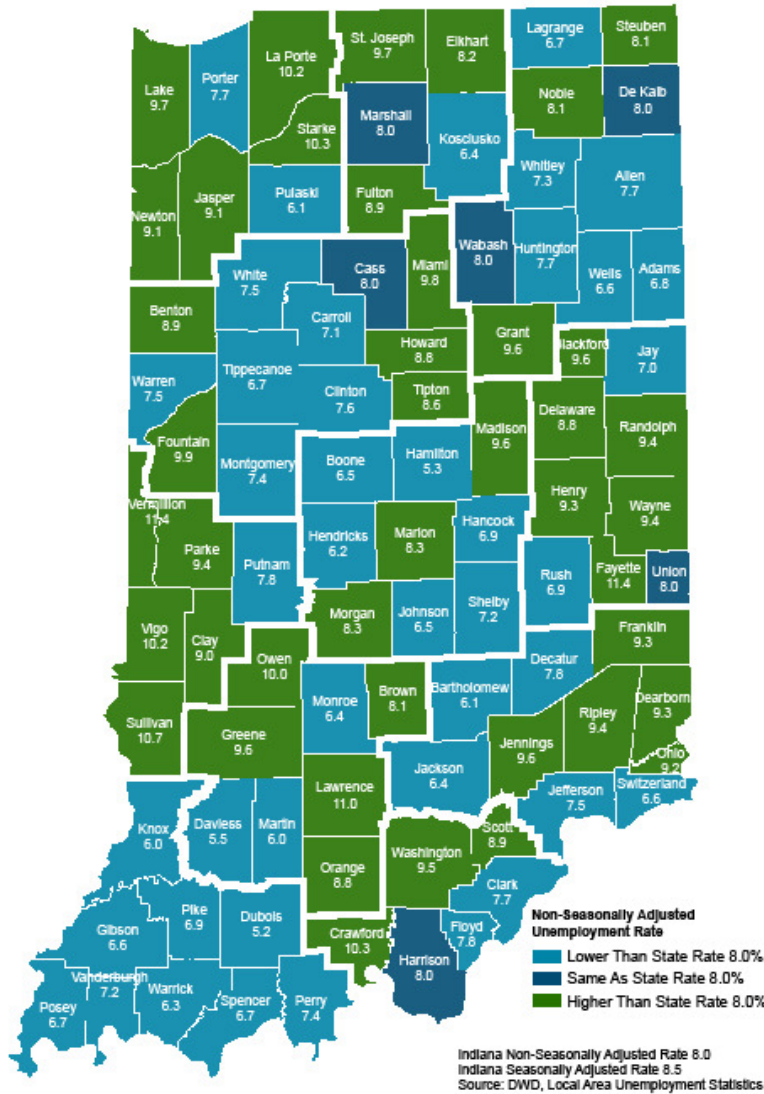 St. Joseph
9.7
Elkhart
8.2
Lagrange
6.7
Steuben
8.1
La Porte
10.2
Porter
7.7
Lake
9.7
Noble
8.1
De Kalb
8.0
Marshall
8.0
Starke
10.3
Kosciusko
6.4
Whitley
7.3
Allen
7.7
Pulaski
6.1
Fulton
8.9
Jasper
9.1
Newton
9.1
Wabash
8.0
Huntington
7.7
Miami
9.8
Cass
8.0
White
7.5
Wells
6.6
Adams
6.8
Benton
8.9
Carroll
7.1
Grant
9.6
Blackford
9.6
Howard
8.8
Jay
7.0
Tippecanoe
6.7
Warren
7.5
Clinton
7.6
Tipton
8.6
Delaware
8.8
Madison
9.6
Randolph
9.4
Fountain
9.9
Hamilton
5.3
Boone
6.5
Montgomery
7.4
Henry
9.3
Vermillion
11.4
Wayne
9.4
Hancock
6.9
Hendricks
6.2
Marion
8.3
Parke
9.4
Putnam
7.8
Fayette
11.4
Union
8.0
Rush
6.9
Shelby
7.2
Morgan
8.3
Johnson
6.5
Vigo
10.2
Clay
9.0
Franklin
9.3
Owen
10.0
Decatur
7.8
Bartholomew
6.1
Brown
8.1
Monroe
6.4
Dearborn
9.3
Ripley
9.4
Sullivan
10.7
Greene
9.6
Jennings
9.6
Ohio
9.2
Jackson
6.4
Lawrence
11.0
Switzerland
6.6
Jefferson
7.5
Knox
6.0
Daviess
5.5
Martin
6.0
Scott
8.9
Washington
9.5
Orange
8.8
Clark
7.7
Pike
6.9
Dubois
5.2
Gibson
6.6
Floyd
7.8
Crawford
10.3
Harrison
8.0
Vanderburgh
7.2
Warrick
6.3
Spencer
6.7
Perry
7.4
Posey
6.7
Non-Seasonally Adjusted
Unemployment Rate
Lower Than State Rate 8.0%
Same As State Rate 8.0%
Higher Than State Rate 8.0%
Indiana Non-Seasonally Adjusted Rate 8.0
Indiana Seasonally Adjusted Rate 8.5
Source: DWD, Local Area Unemployment Statistics